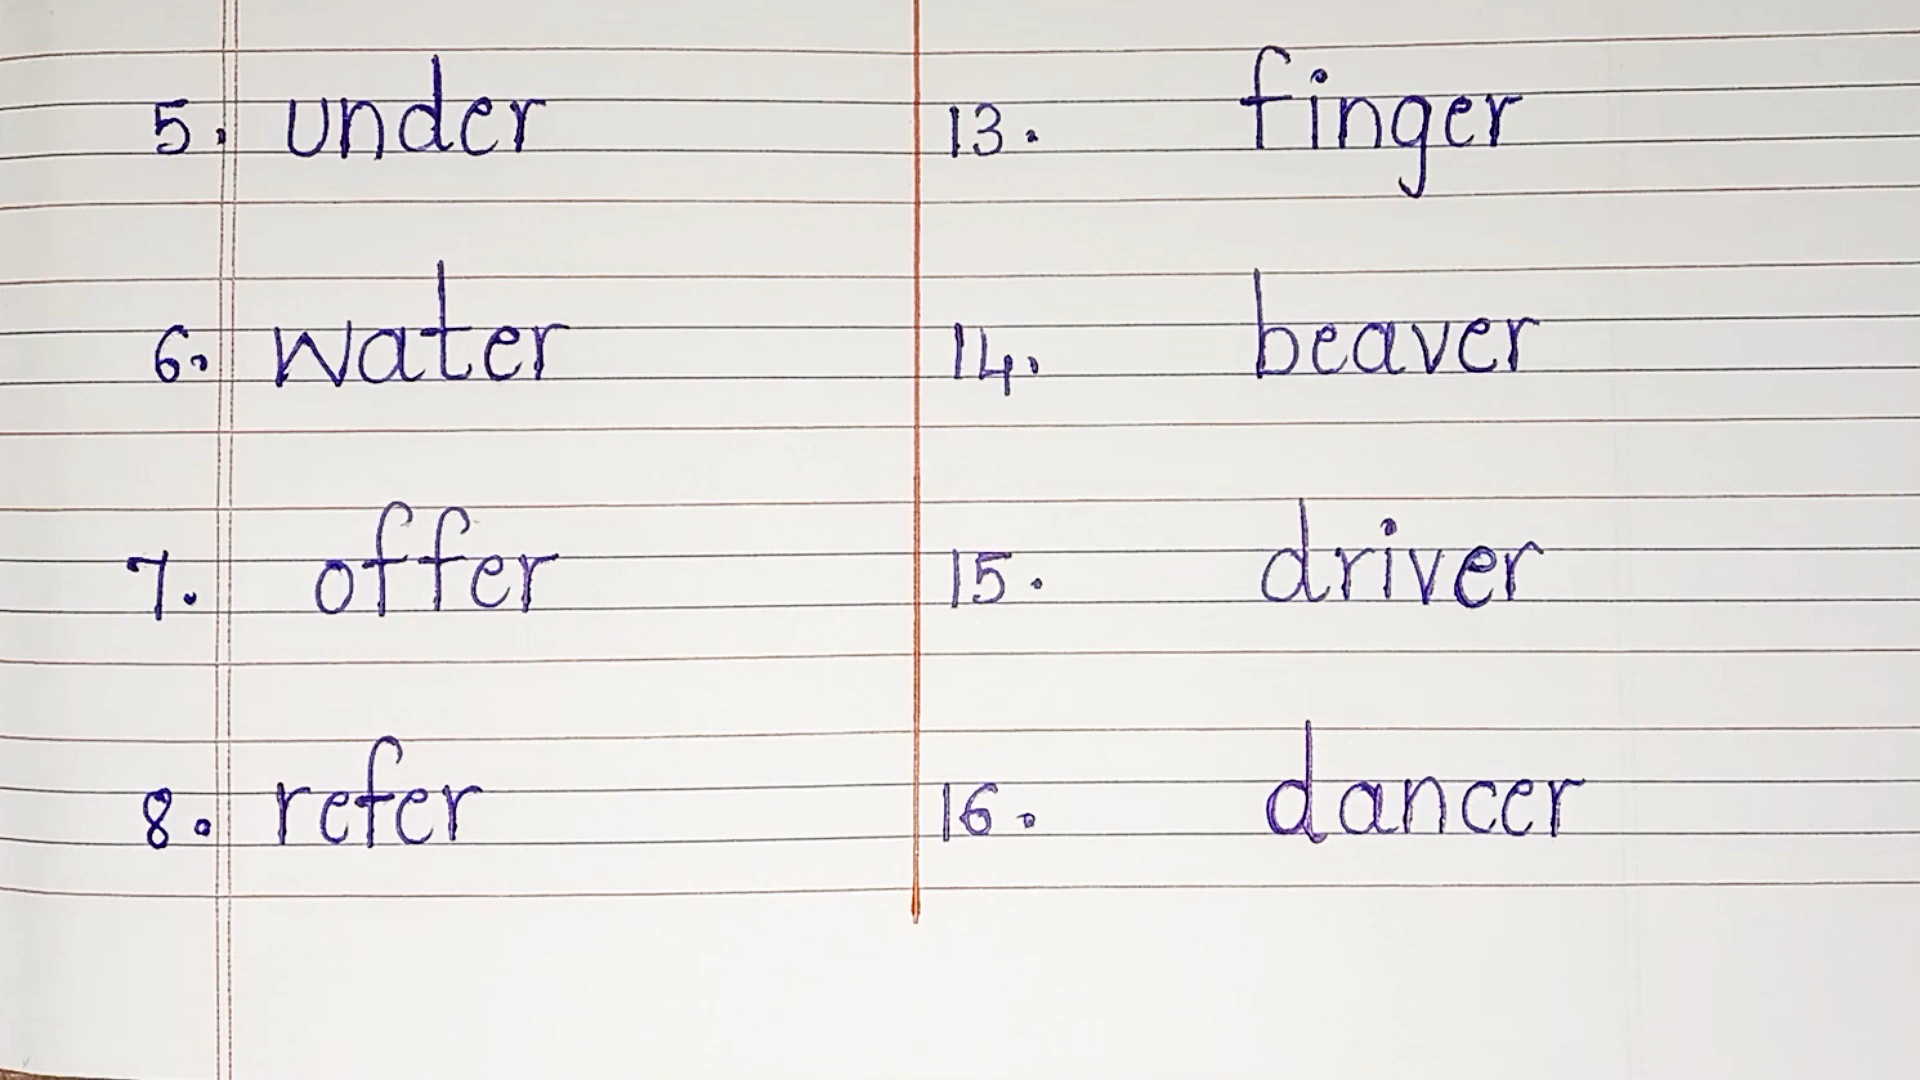 5. under
6. water
7. offer
8. refer
13. finger
14. beaver
15. driver
16. dancer